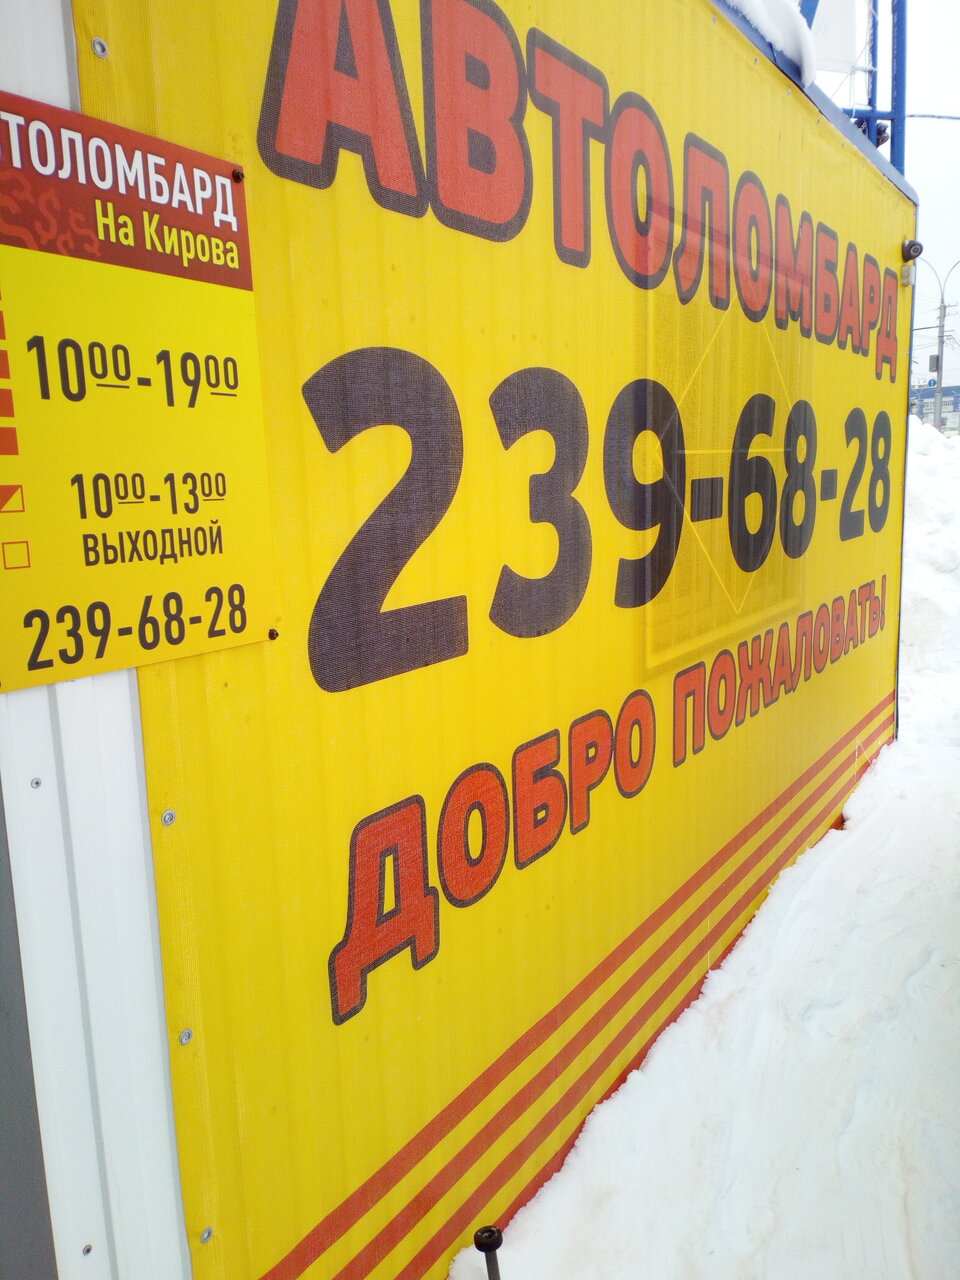 ТОЛОМБАРД
На Кирова
10⁰⁰-19⁰⁰
10⁰⁰-13⁰⁰
ВЫХОДНОЙ
239-68-28
АВТОЛОМБАРД
239-68-28
ДОБРО ПОЖАЛОВАТЬ!